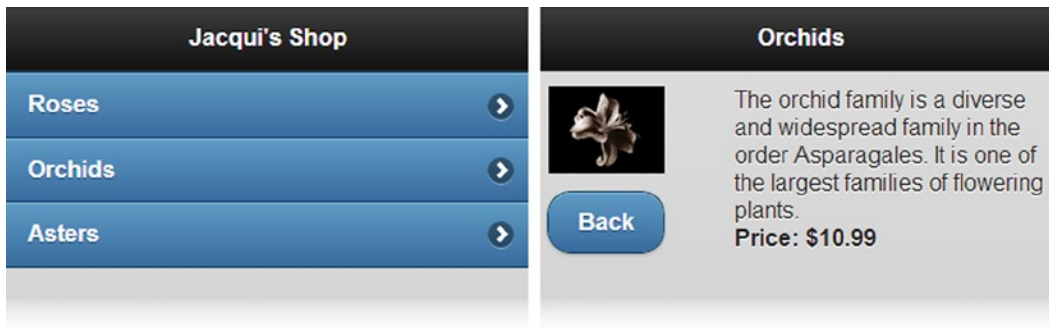 Jacqui's Shop
Roses
Orchids
Asters
Orchids
The orchid family is a diverse
and widespread family in the
order Asparagales. It is one of
the largest families of flowering
plants.
Price: $10.99
Back